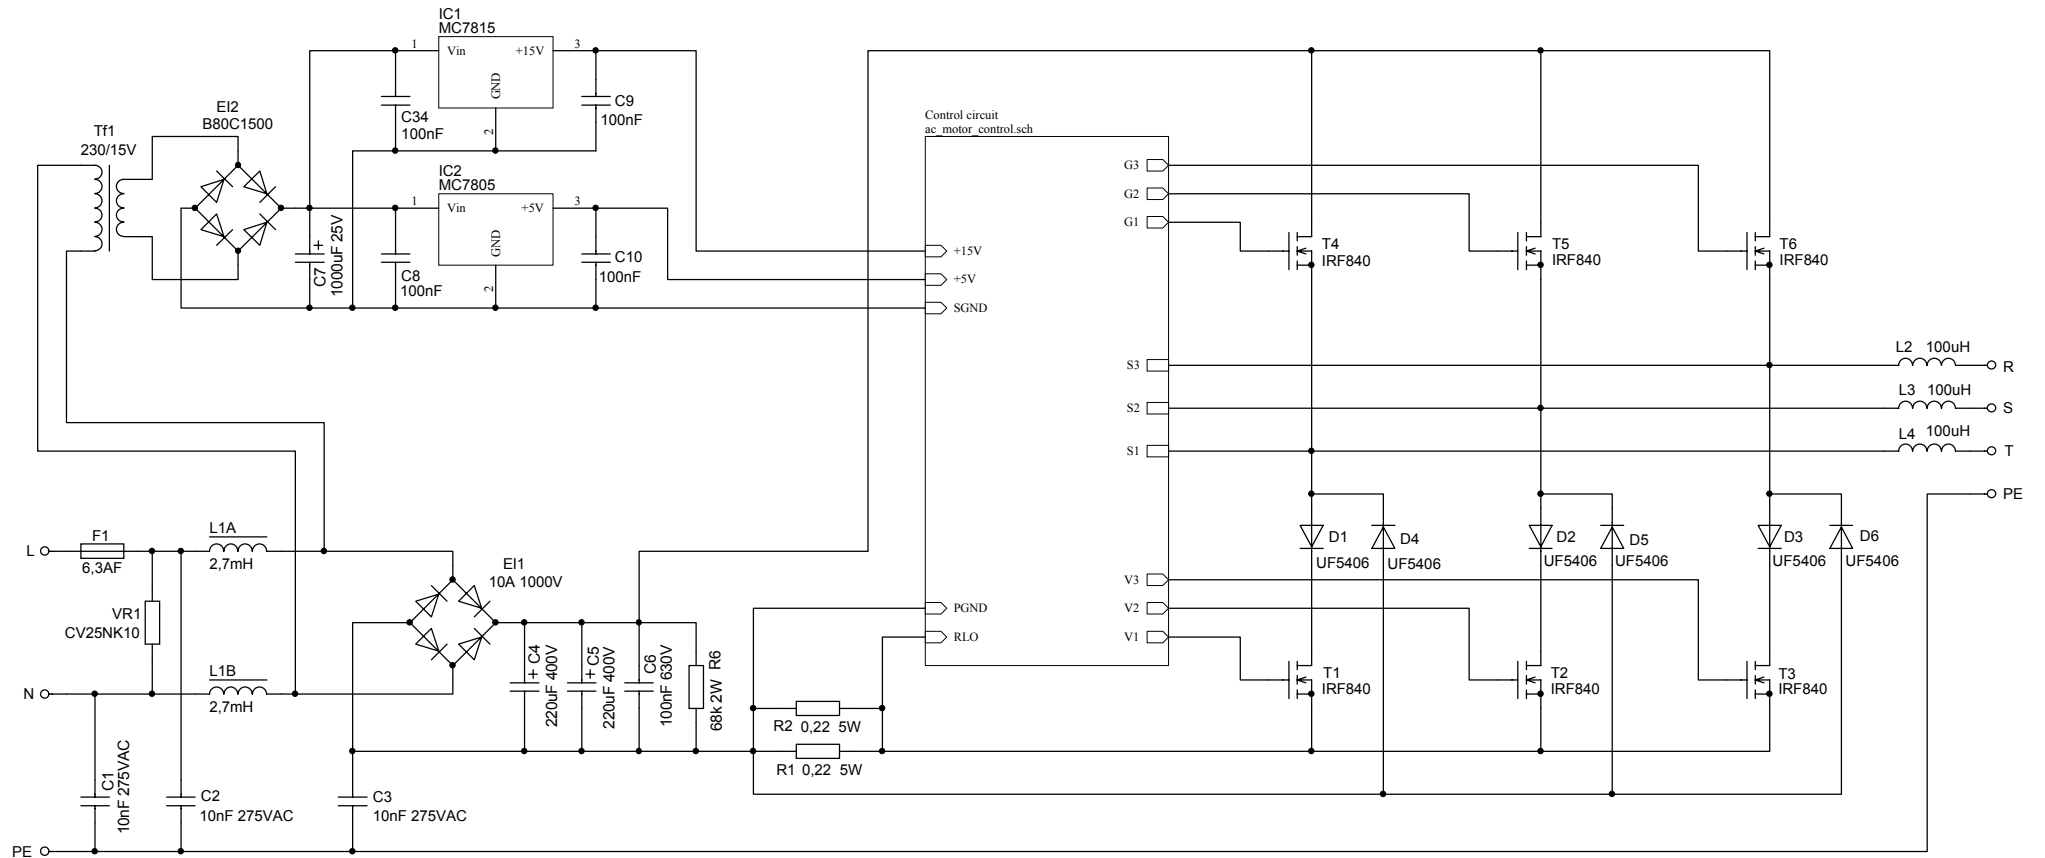 IC1
MC7815
1
Vin
+15V
3
GND
2
C34
100nF
C9
100nF
EI2
B80C1500
Tf1
230/15V
IC2
MC7805
1
Vin
+5V
3
GND
2
C7
+
1000uF 25V
C8
100nF
C10
100nF
Control circuit
ac_motor_control.sch
+15V
+5V
SGND
G3
G2
G1
S3
S2
S1
V3
V2
V1
PGND
RLO
T4
IRF840
T5
IRF840
T6
IRF840
L2 100uH
R
L3 100uH
S
L4 100uH
T
PE
D1
UF5406
D4
UF5406
D2
UF5406
D5
UF5406
D3
UF5406
D6
UF5406
T1
IRF840
T2
IRF840
T3
IRF840
L
F1
6,3AF
L1A
2,7mH
VR1
CV25NK10
N
L1B
2,7mH
EI1
10A 1000V
+ C4
220uF 400V
+ C5
220uF 400V
C6
100nF 630V
R6
68k 2W
R2 0,22 5W
R1 0,22 5W
C1
10nF 275VAC
C2
10nF 275VAC
C3
10nF 275VAC
PE